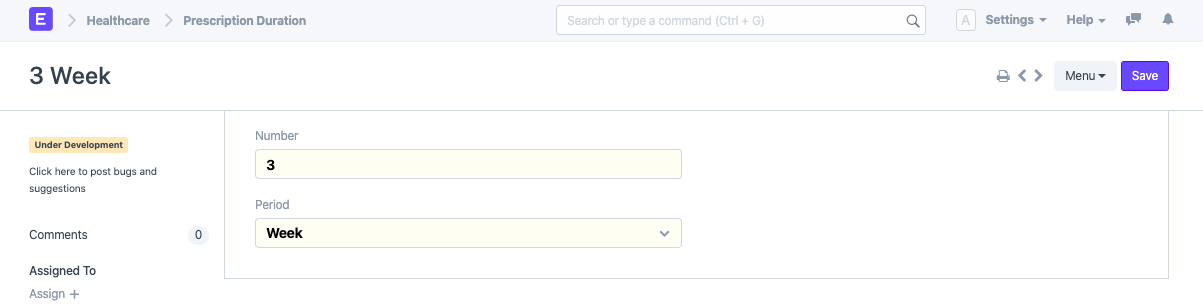 E Healthcare Prescription Duration Search or type a command (Ctrl + G) A Settings Help
3 Week Menu Save
Under Development
Click here to post bugs and
suggestions
Comments 0
Assigned To
Assign +
Number
3
Period
Week